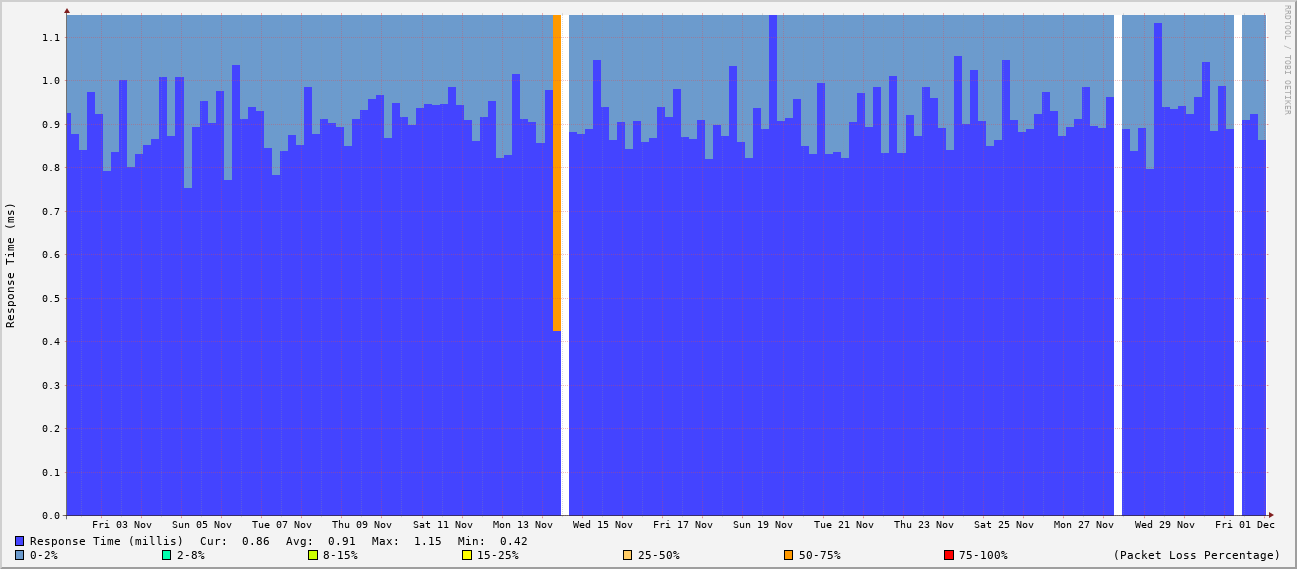 RRDTOOL / TOBI OETIKER
Response Time (ms)
1.1
1.0
0.9
0.8
0.7
0.6
0.5
0.4
0.3
0.2
0.1
0.0
Fri 03 Nov Sun 05 Nov Tue 07 Nov Thu 09 Nov Sat 11 Nov Mon 13 Nov Wed 15 Nov Fri 17 Nov Sun 19 Nov Tue 21 Nov Thu 23 Nov Sat 25 Nov Mon 27 Nov Wed 29 Nov Fri 01 Dec
Response Time (millis) Cur: 0.86 Avg: 0.91 Max: 1.15 Min: 0.42
0-2% 2-8% 8-15% 15-25% 25-50% 50-75% 75-100% (Packet Loss Percentage)